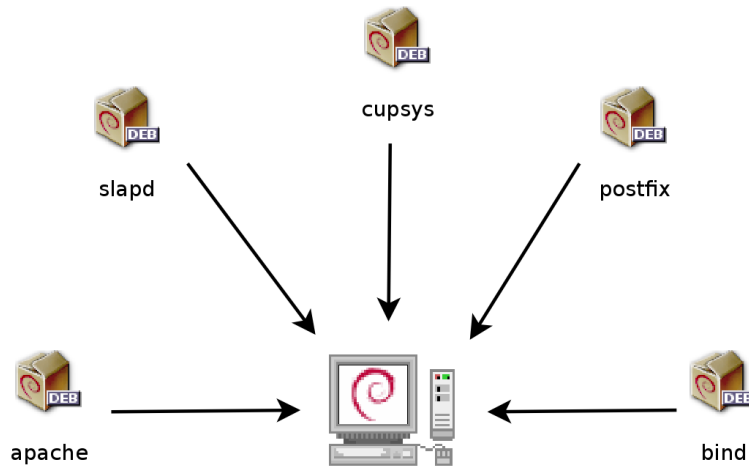 DEB
cupsys
DEB
slapd
DEB
postfix
DEB
apache
DEB
bind